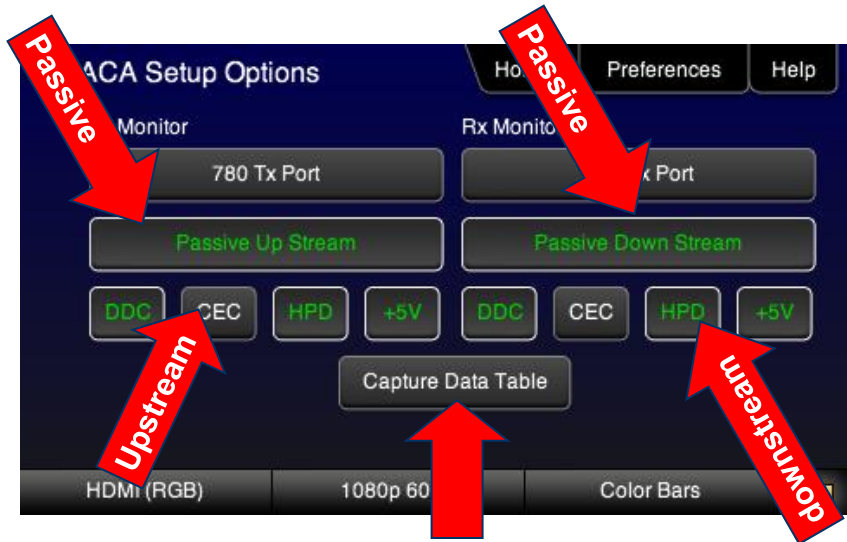 Passive
Passive
ACA Setup Options
Preferences
Help
Monitor
Rx Monito
780 Tx Port
x Port
Passive Up Stream
Passive Down Stream
DDC CEC HPD +5V DDC CEC HPD +5V
Upstream
Capture Data Table
downstream
HDMI (RGB)
1080p 60
Color Bars